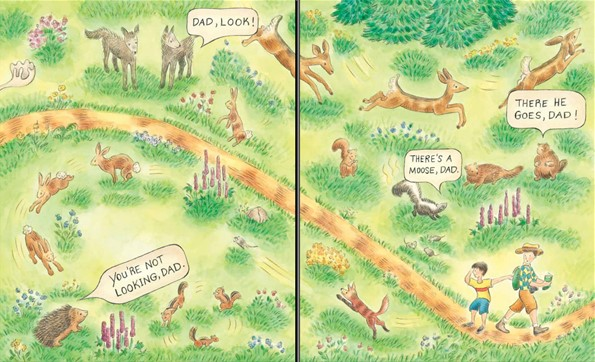 DAD, LOOK!
YOU'RE NOT
LOOKING, DAD.
THERE HE
GOES, DAD!
THERE'S A
MOOSE, DAD.